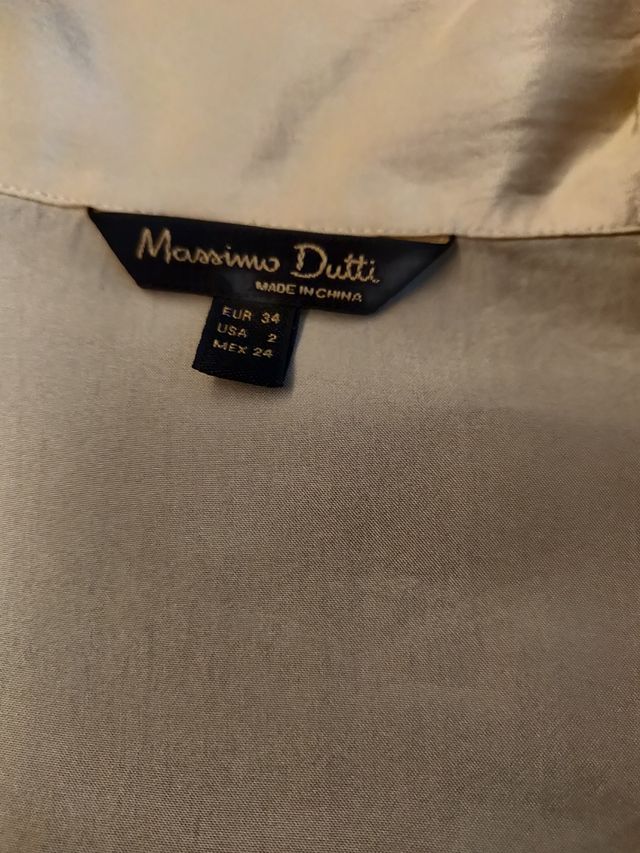 Massimo Dutti
MADE IN CHINA
EUR 34
USA 2
MEX 24